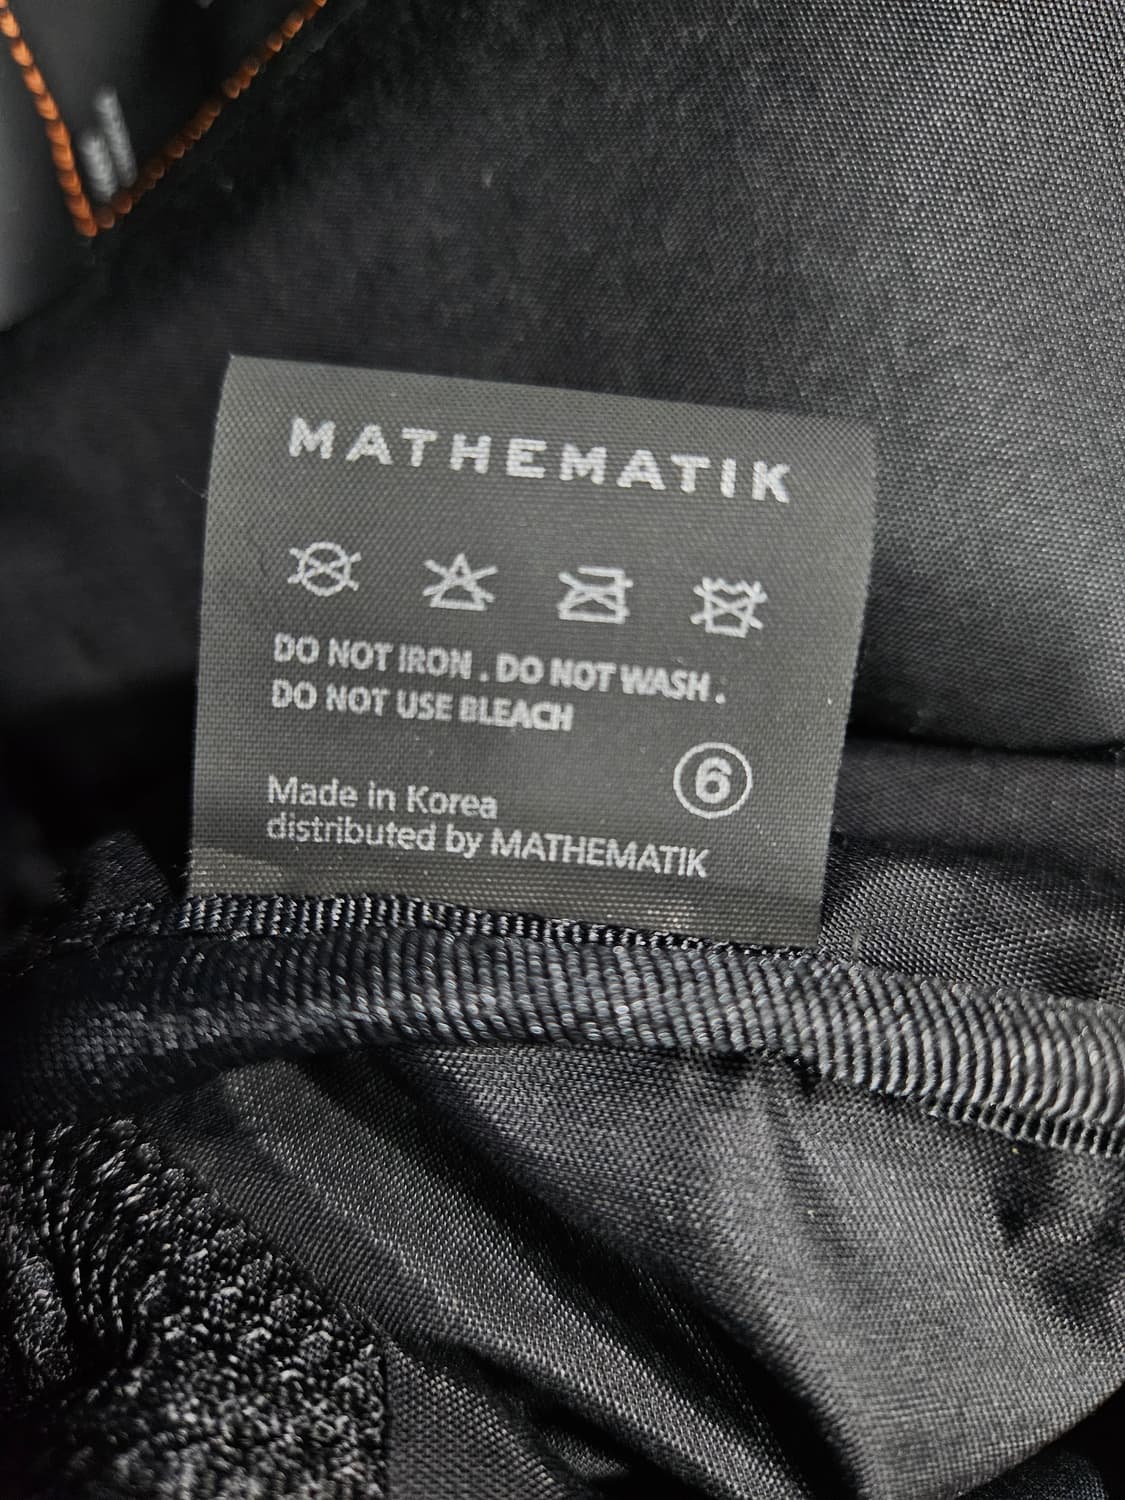 MATHEMATIK
DO NOT IRON . DO NOT WASH .
DO NOT USE BLEACH
6
Made in Korea
distributed by MATHEMATIK